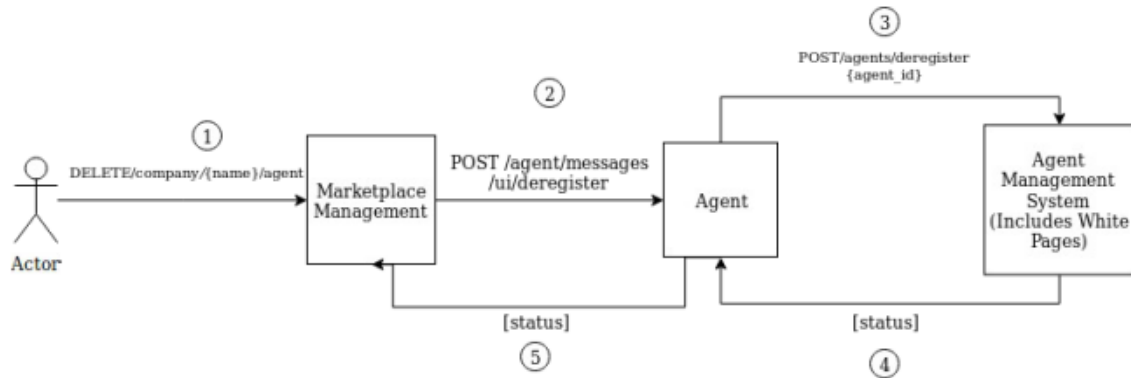 ③
POST/agents/deregister
{agent_id}
②
①
DELETE/company/{name}/agent
Marketplace
Management
POST /agent/messages
/ui/deregister
Agent
Agent
Management
System
(Includes White
Pages)
Actor
[status]
⑤
[status]
④